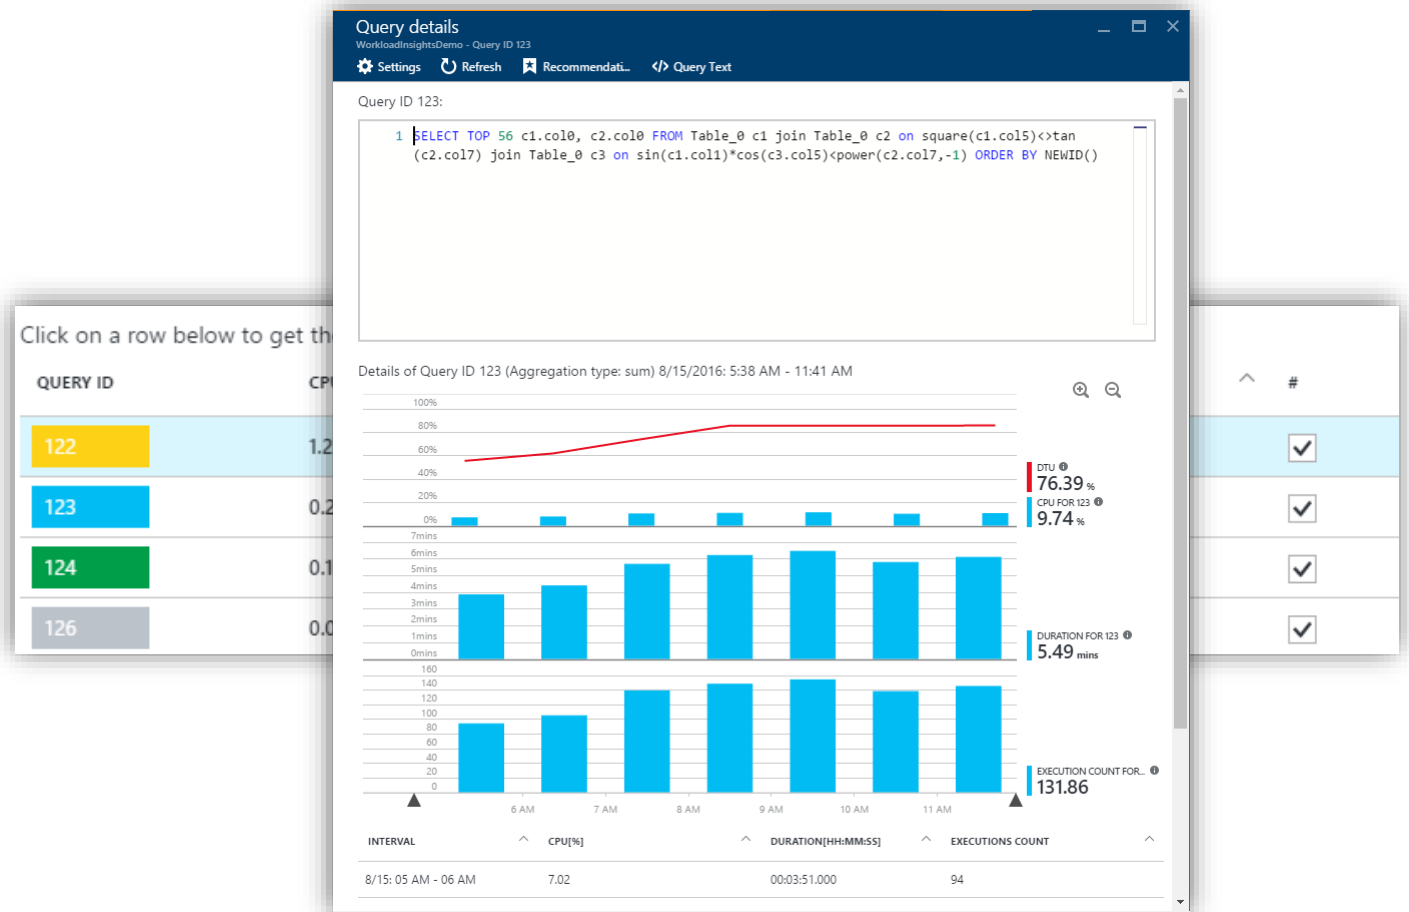 Query details
WorkloadInsightsDemo - Query ID 123
Settings Refresh Recommendati... Query Text
Query ID 123:
1 SELECT TOP 56 c1.col0, c2.col0 FROM Table_0 c1 join Table_0 c2 on square(c1.col5)<>tan
(c2.col7) join Table_0 c3 on sin(c1.col1)*cos(c3.col5)<power(c2.col7,-1) ORDER BY NEWID()
Click on a row below to get th
QUERY ID CP #
122 1.2
123 0.2
124 0.1
126 0.0
Details of Query ID 123 (Aggregation type: sum) 8/15/2016: 5:38 AM - 11:41 AM
100%
80%
60%
40%
20%
0%
DTU
76.39 %
CPU FOR 123
9.74 %
7mins
6mins
5mins
4mins
3mins
2mins
1mins
0mins
DURATION FOR 123
5.49 mins
160
140
120
100
80
60
40
20
0
EXECUTION COUNT FOR...
131.86
6 AM 7 AM 8 AM 9 AM 10 AM 11 AM
INTERVAL CPU[%] DURATION[HH:MM:SS] EXECUTIONS COUNT
8/15: 05 AM - 06 AM 7.02 00:03:51.000 94